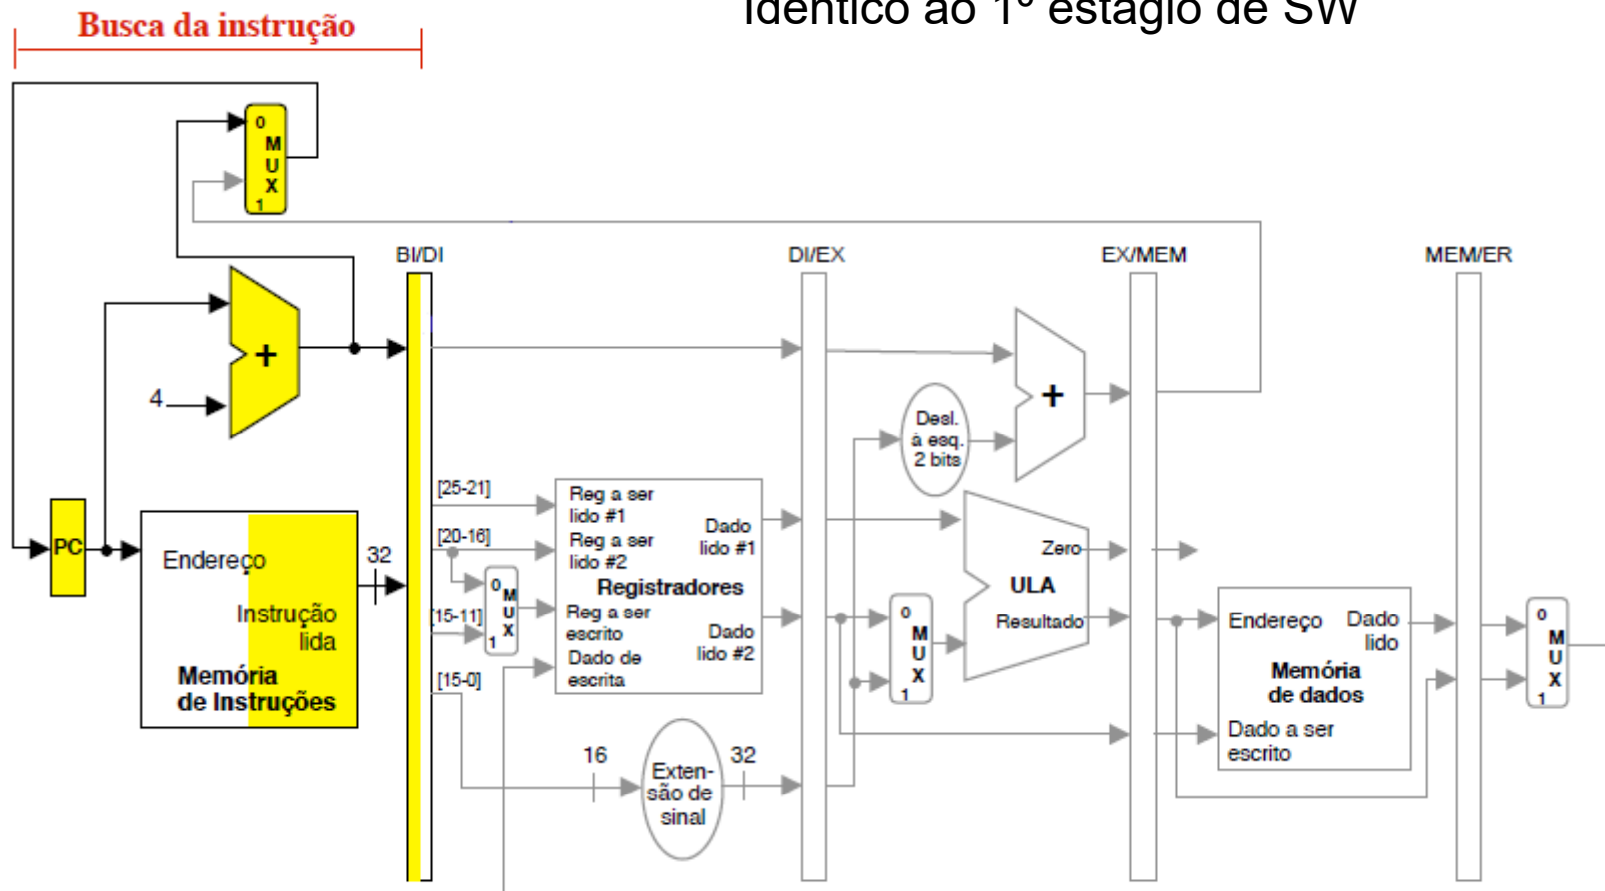 Idêntico ao 1º estágio de SW
Busca da instrução
0
M
U
X
1
BI/DI
DI/EX
EX/MEM
MEM/ER
+
4
+
Desl.
à esq.
2 bits
PC
Endereço
Instrução
lida
Memória
de Instruções
32
[25-21]
[20-16]
[15-11]
[15-0]
0
M
U
X
1
Reg a ser
lido #1
Reg a ser
lido #2
Registradores
Reg a ser
escrito
Dado de
escrita
Dado
lido #1
Dado
lido #2
16
Exten-
são de
sinal
32
0
M
U
X
1
Zero
ULA
Resultado
Endereço
Dado
lido
Memória
de dados
Dado a ser
escrito
0
M
U
X
1